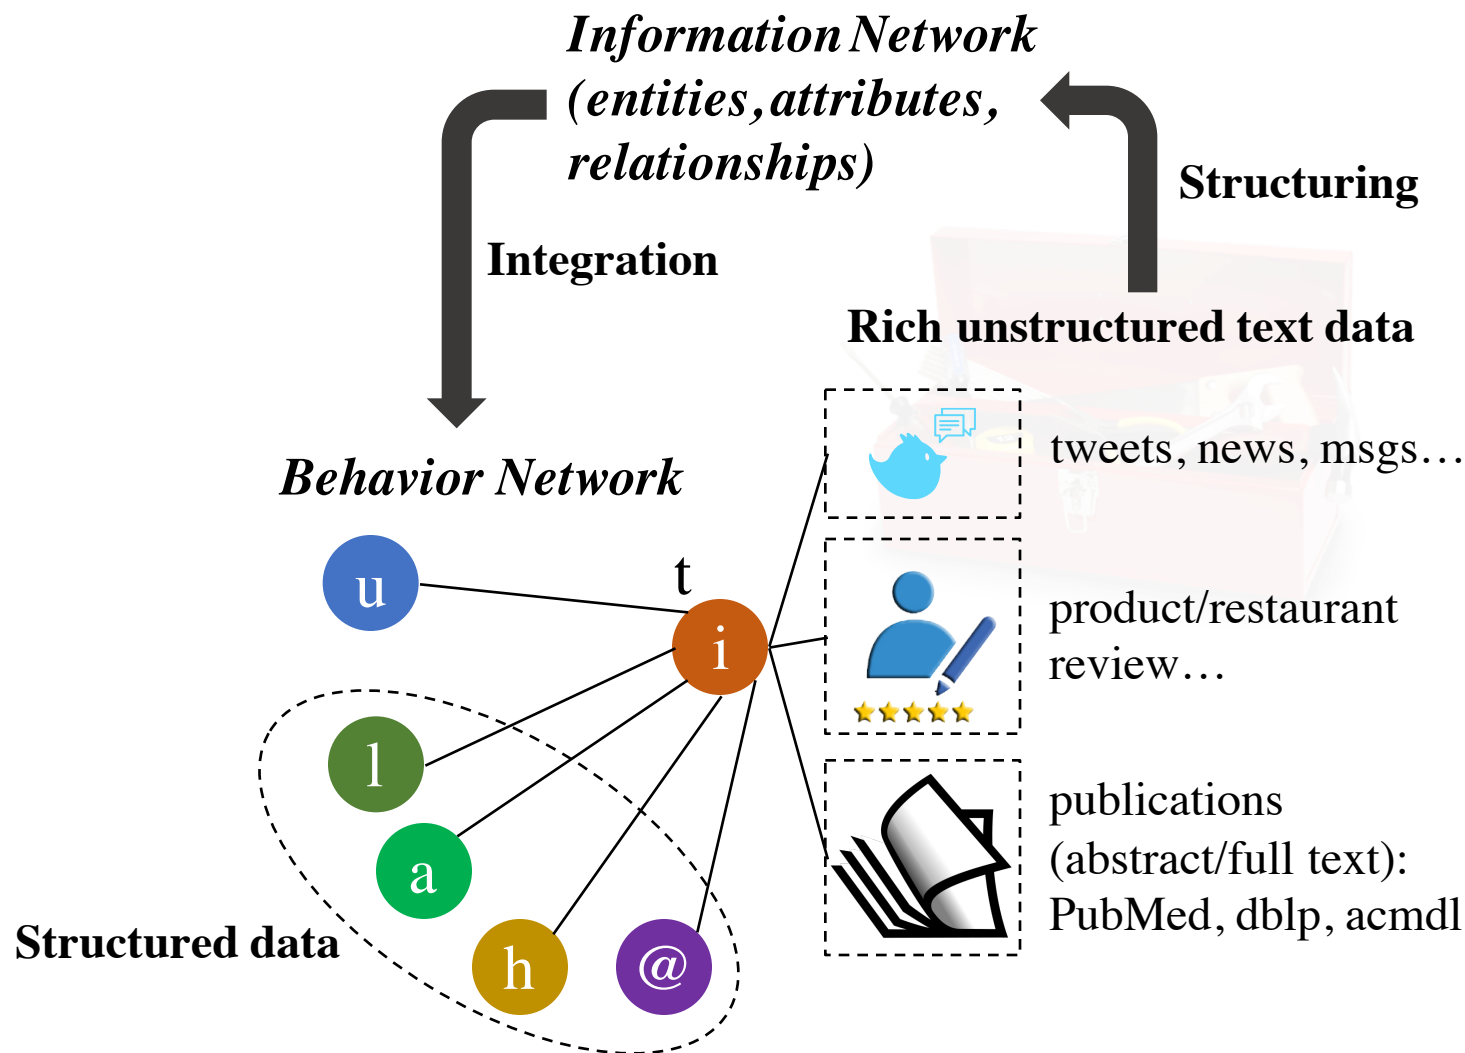 Information Network
(entities, attributes,
relationships)
Structuring
Integration
Rich unstructured text data
tweets, news, msgs…
Behavior Network
u
t
i
product/restaurant
review…
l
a
h
@
Structured data
publications
(abstract/full text):
PubMed, dblp, acmdl